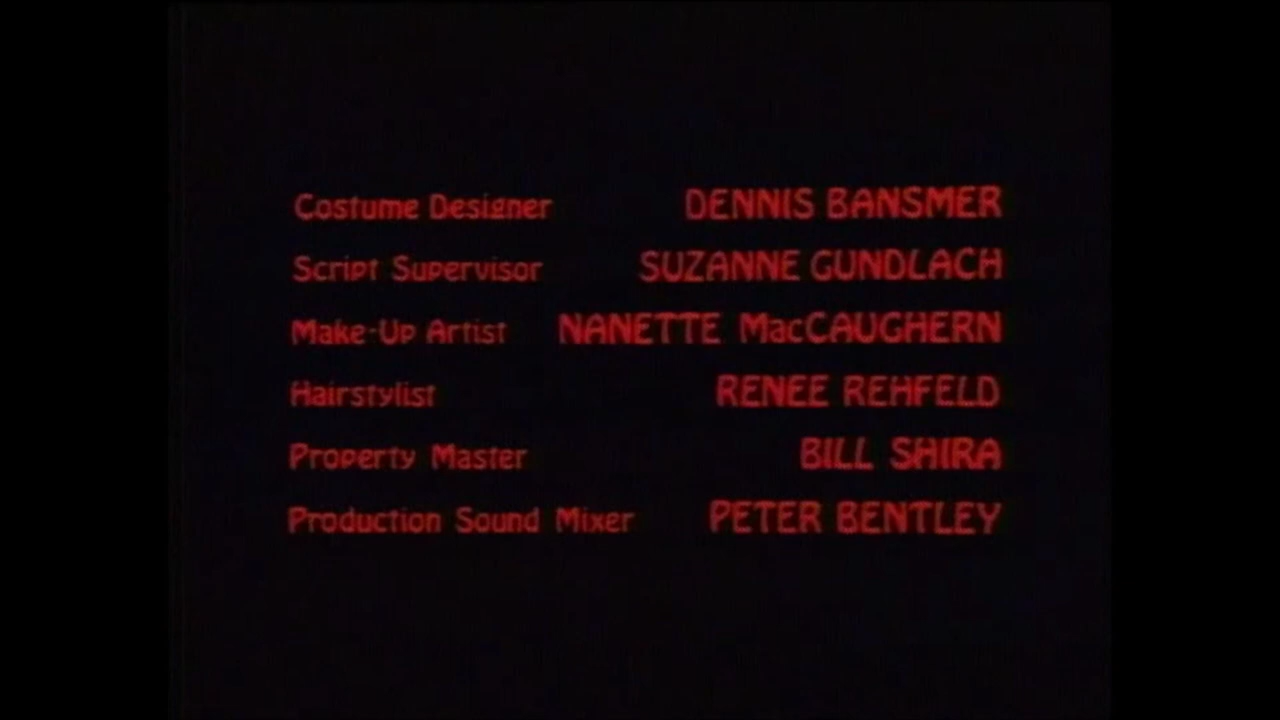 Costume Designer DENNIS BANSMER
Script Supervisor SUZANNE GUNDLACH
Make-Up Artist NANETTE MacCAUGHERN
Hairstylist RENEE REHFELD
Property Master BILL SHIRA
Production Sound Mixer PETER BENTLEY